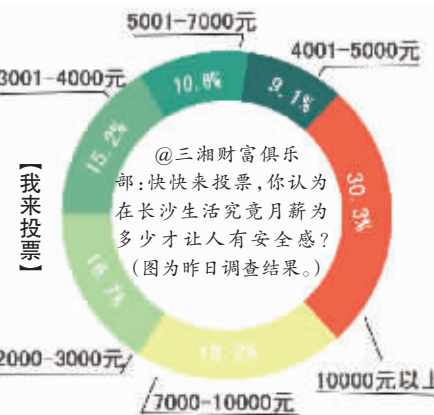 5001-7000元
4001-5000元
3001-4000元
10.6%
9.1%
15.2%
30.3%
【我来投票】
@三湘财富俱乐
部:快快来投票,你认为
在长沙生活究竟月薪为
多少才让人有安全感?
(图为昨日调查结果。)
16.7%
18.2%
2000-3000元
7000-10000元
10000元以上